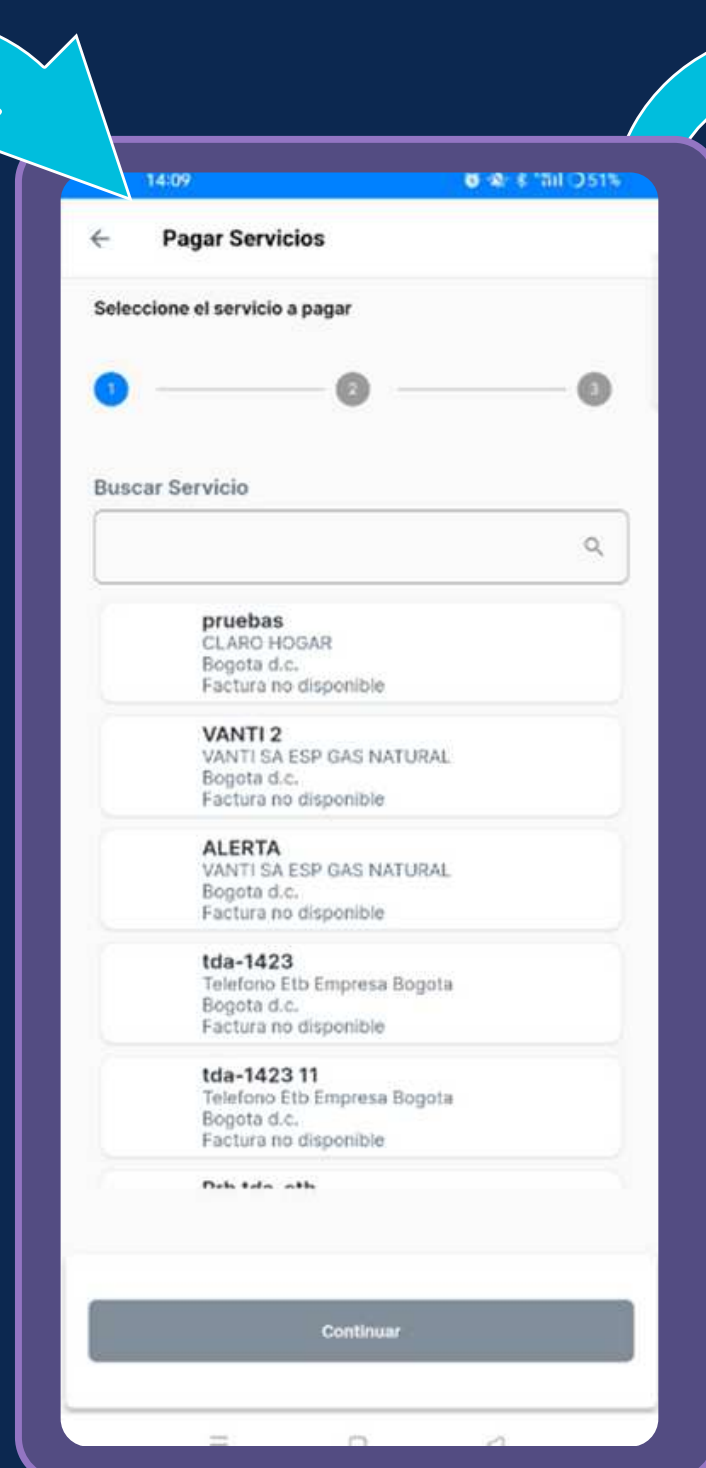 14:09
51%
Pagar Servicios
Seleccione el servicio a pagar
1
2
3
Buscar Servicio
pruebas
CLARO HOGAR
Bogota d.c.
Factura no disponible
VANTI 2
VANTI SA ESP GAS NATURAL
Bogota d.c.
Factura no disponible
ALERTA
VANTI SA ESP GAS NATURAL
Bogota d.c.
Factura no disponible
tda-1423
Telefono Etb Empresa Bogota
Bogota d.c.
Factura no disponible
tda-1423 11
Telefono Etb Empresa Bogota
Bogota d.c.
Factura no disponible
Continuar